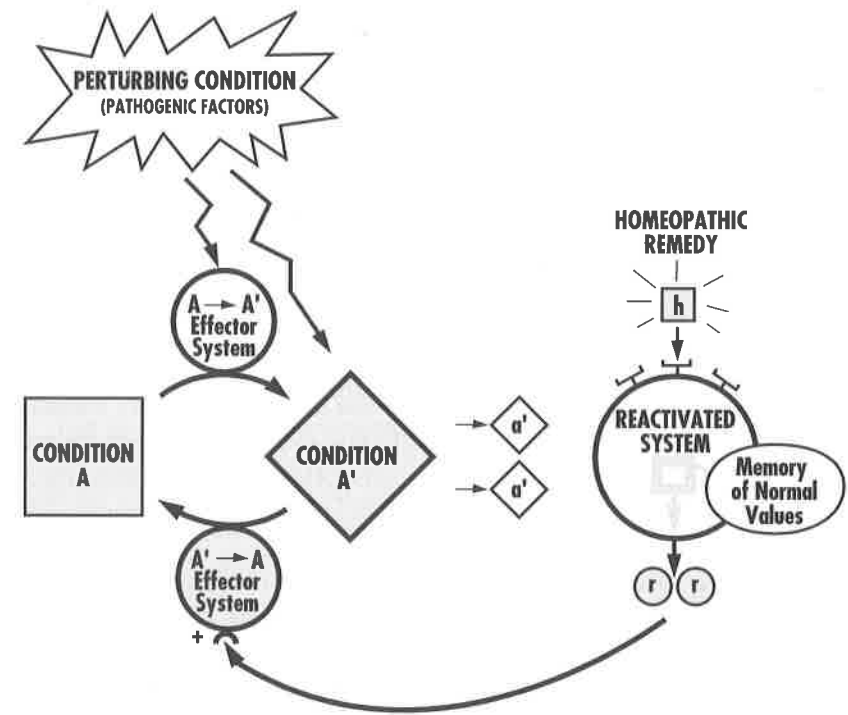 PERTURBING CONDITION
(PATHOGENIC FACTORS)
HOMEOPATHIC
REMEDY
h
A → A'
Effector
System
CONDITION
A
CONDITION
A'
a'
a'
REACTIVATED
SYSTEM
Memory
of Normal
Values
A' → A
Effector
System
+
r r